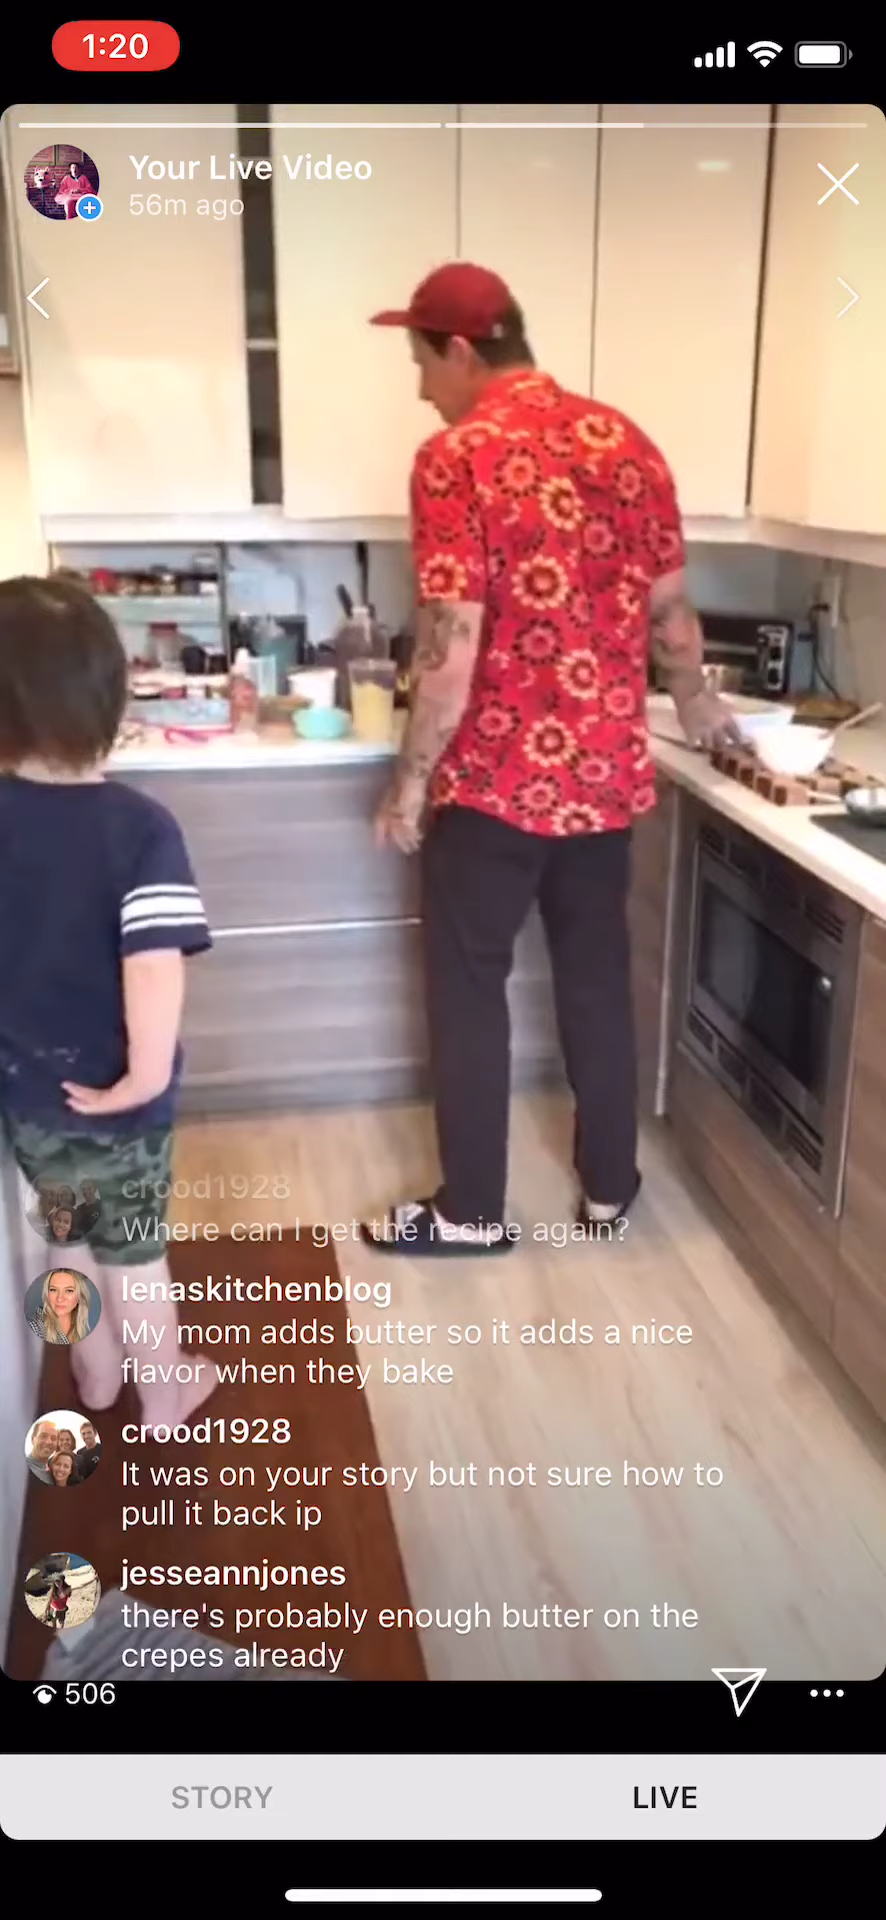 1:20
Your Live Video
56m ago
crood1928
Where can I get the recipe again?
lenaskitchenblog
My mom adds butter so it adds a nice
flavor when they bake
crood1928
It was on your story but not sure how to
pull it back ip
jesseannjones
there's probably enough butter on the
crepes already
506
STORY
LIVE